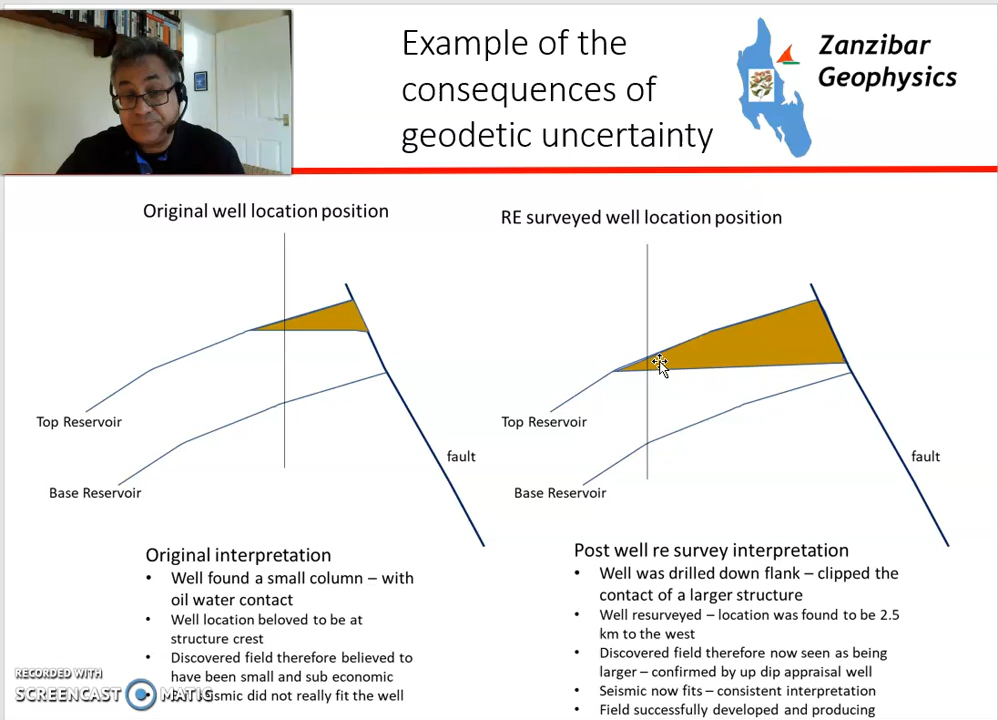 Example of the
consequences of
geodetic uncertainty
Zanzibar
Geophysics
Original well location position
RE surveyed well location position
Top Reservoir
Base Reservoir
fault
Top Reservoir
Base Reservoir
fault
Original interpretation
• Well found a small column – with
oil water contact
• Well location beloved to be at
structure crest
• Discovered field therefore believed to
have been small and sub economic
seismic did not really fit the well
Post well re survey interpretation
• Well was drilled down flank – clipped the
contact of a larger structure
• Well resurveyed – location was found to be 2.5
km to the west
• Discovered field therefore now seen as being
larger – confirmed by up dip appraisal well
• Seismic now fits – consistent interpretation
• Field successfully developed and producing
RECORDED WITH
SCREENCAST MATIC